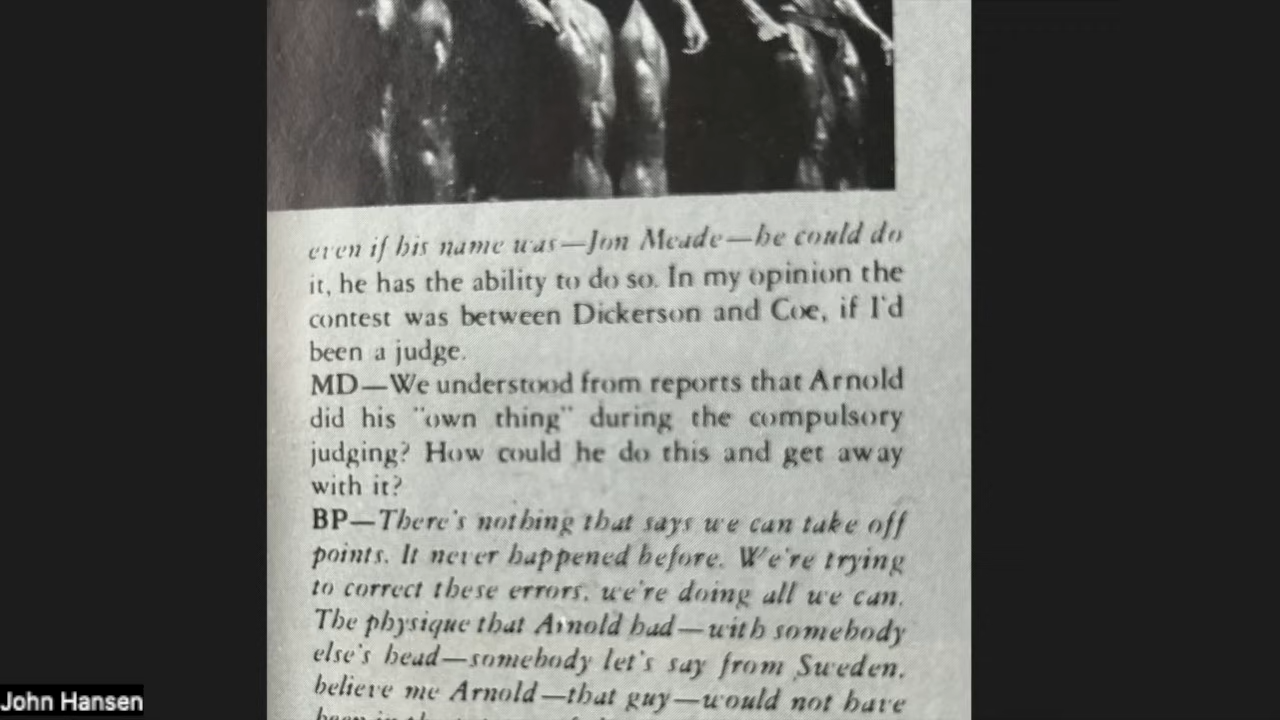 even if his name was—Jon Meade—he could do
it, he has the ability to do so. In my opinion the
contest was between Dickerson and Coe, if I'd
been a judge.
MD—We understood from reports that Arnold
did his "own thing" during the compulsory
judging? How could he do this and get away
with it?
BP—There's nothing that says we can take off
points. It never happened before. We're trying
to correct these errors, we're doing all we can.
The physique that Arnold had—with somebody
else's head—somebody let's say from Sweden,
believe me Arnold—that guy—would not have
John Hansen